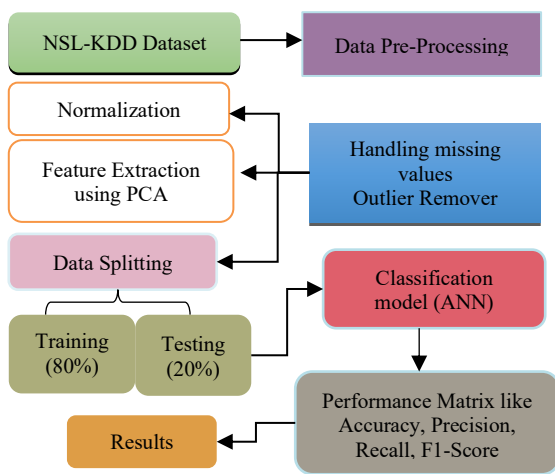 NSL-KDD Dataset
Data Pre-Processing
Normalization
Feature Extraction
using PCA
Handling missing
values
Outlier Remover
Data Splitting
Training
(80%)
Testing
(20%)
Classification
model (ANN)
Performance Matrix like
Accuracy, Precision,
Recall, F1-Score
Results